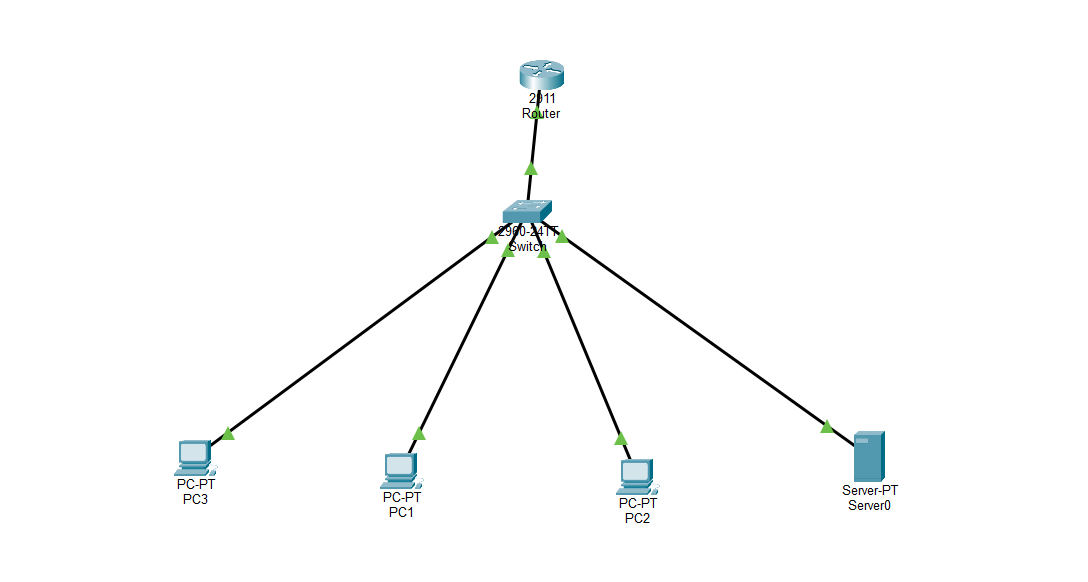 2911
Router
2960-24TT
Switch
PC-PT
PC3
PC-PT
PC1
PC-PT
PC2
Server-PT
Server0